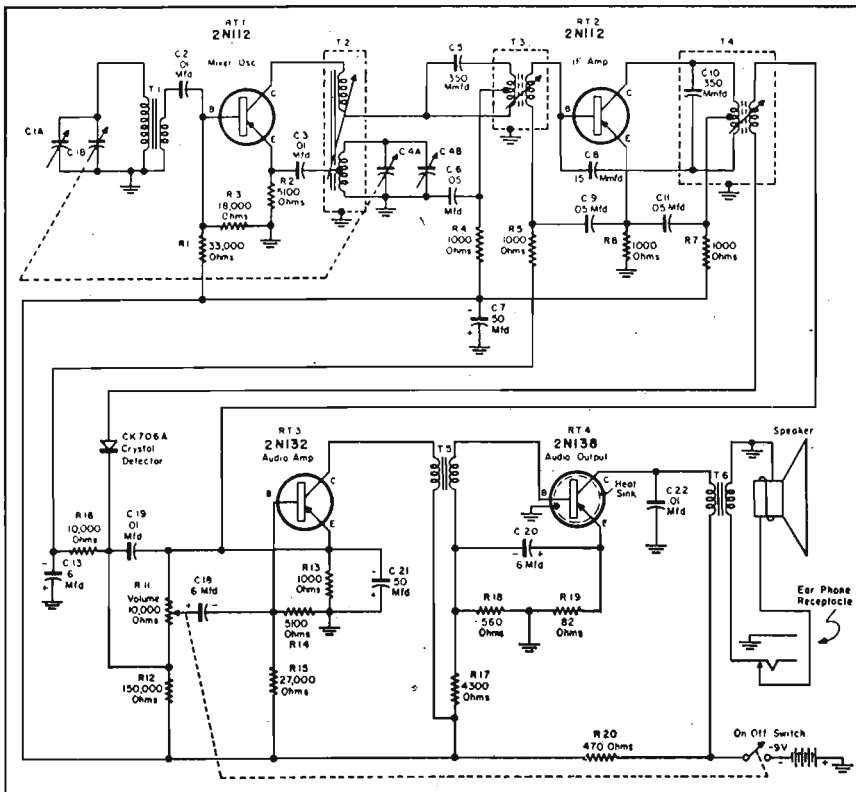 RT1
2N112
Mixer Osc
C2
.01
Mfd
T1
C1A
C1B
B
C
E
T2
C3
.01
Mfd
R2
5100
Ohms
R3
18,000
Ohms
R1
33,000
Ohms
C4A
C4B
C5
350
Mmfd
C6
.05
Mfd
R4
1000
Ohms
C7
50
Mfd
-
+
T3
RT2
2N112
IF Amp
B
C
E
C8
15 Mmfd
C9
.05 Mfd
C11
.05 Mfd
R5
1000
Ohms
R6
1000
Ohms
R7
1000
Ohms
C10
350
Mmfd
T4
CK706A
Crystal
Detector
R16
10,000
Ohms
C19
.01
Mfd
-
+
C13
6
Mfd
R11
Volume
10,000
Ohms
C18
6 Mfd
+
-
R12
150,000
Ohms
RT3
2N132
Audio Amp
B
C
E
R13
1000
Ohms
-
+
C21
50
Mfd
5100
Ohms
R14
R15
27,000
Ohms
T5
RT4
2N138
Audio Output
B
C
E
Heat
Sink
C20
-
+
6 Mfd
R18
560
Ohms
R19
82
Ohms
R17
4300
Ohms
C22
.01
Mfd
T6
Speaker
Ear Phone
Receptacle
R20
470 Ohms
On Off Switch
-9V
-
+